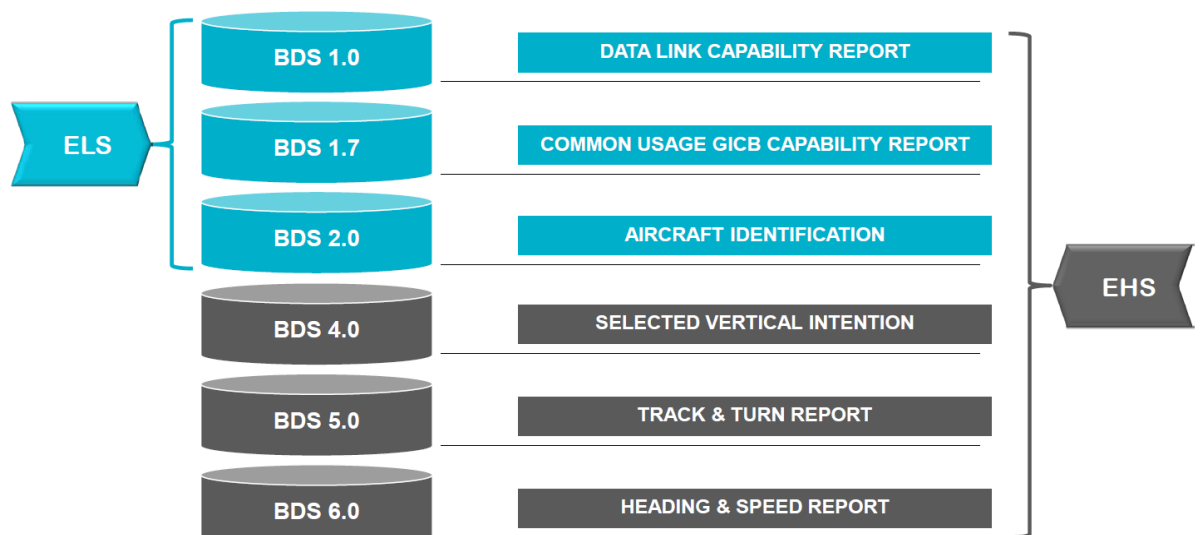 BDS 1.0
DATA LINK CAPABILITY REPORT
ELS
BDS 1.7
COMMON USAGE GICB CAPABILITY REPORT
BDS 2.0
AIRCRAFT IDENTIFICATION
EHS
BDS 4.0
SELECTED VERTICAL INTENTION
BDS 5.0
TRACK & TURN REPORT
BDS 6.0
HEADING & SPEED REPORT